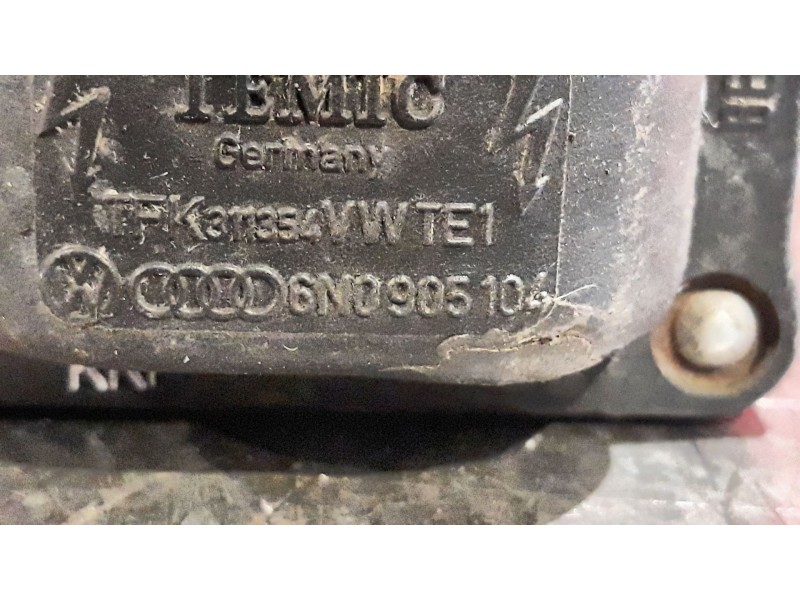 TEMIC
Germany
TFK311354VW TE1
6N0 905 104